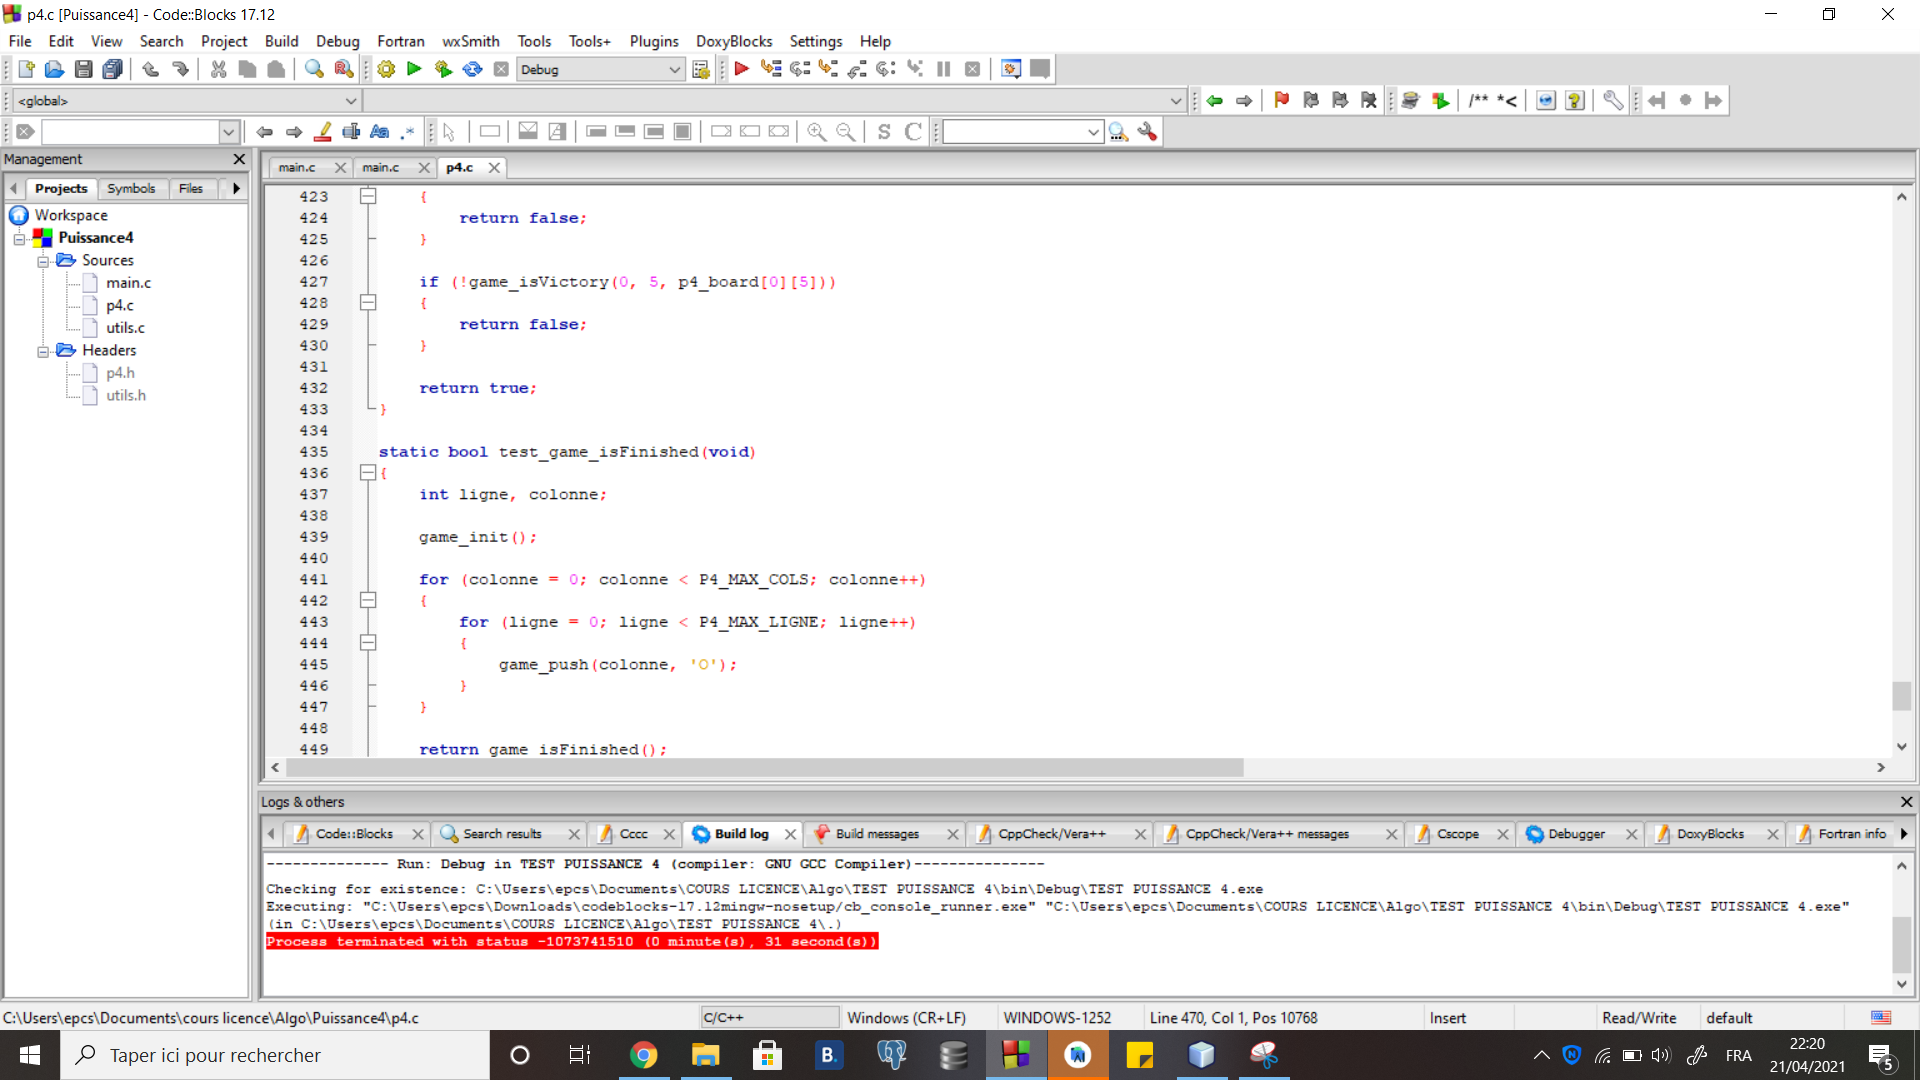 p4.c [Puissance4] - Code::Blocks 17.12
File Edit View Search Project Build Debug Fortran wxSmith Tools Tools+ Plugins DoxyBlocks Settings Help
Debug
<global>
/** *<
S C
Management
main.c main.c p4.c
Projects Symbols Files
Workspace
Puissance4
Sources
main.c
p4.c
utils.c
Headers
p4.h
utils.h
423 {
424 return false;
425 }
426
427 if (!game_isVictory(0, 5, p4_board[0][5]))
428 {
429 return false;
430 }
431
432 return true;
433 }
434
435 static bool test_game_isFinished(void)
436 {
437 int ligne, colonne;
438
439 game_init();
440
441 for (colonne = 0; colonne < P4_MAX_COLS; colonne++)
442 {
443 for (ligne = 0; ligne < P4_MAX_LIGNE; ligne++)
444 {
445 game_push(colonne, 'O');
446 }
447 }
448
449 return game_isFinished();
Logs & others
Code::Blocks Search results Cccc Build log Build messages CppCheck/Vera++ CppCheck/Vera++ messages Cscope Debugger DoxyBlocks Fortran info
-------------- Run: Debug in TEST PUISSANCE 4 (compiler: GNU GCC Compiler)---------------
Checking for existence: C:\Users\epcs\Documents\COURS LICENCE\Algo\TEST PUISSANCE 4\bin\Debug\TEST PUISSANCE 4.exe
Executing: "C:\Users\epcs\Downloads\codeblocks-17.12mingw-nosetup/cb_console_runner.exe" "C:\Users\epcs\Documents\COURS LICENCE\Algo\TEST PUISSANCE 4\bin\Debug\TEST PUISSANCE 4.exe"
(in C:\Users\epcs\Documents\COURS LICENCE\Algo\TEST PUISSANCE 4\.)
Process terminated with status -1073741510 (0 minute(s), 31 second(s))
C:\Users\epcs\Documents\cours licence\Algo\Puissance4\p4.c C/C++ Windows (CR+LF) WINDOWS-1252 Line 470, Col 1, Pos 10768 Insert Read/Write default
Taper ici pour rechercher
B.
FRA
22:20
21/04/2021
5